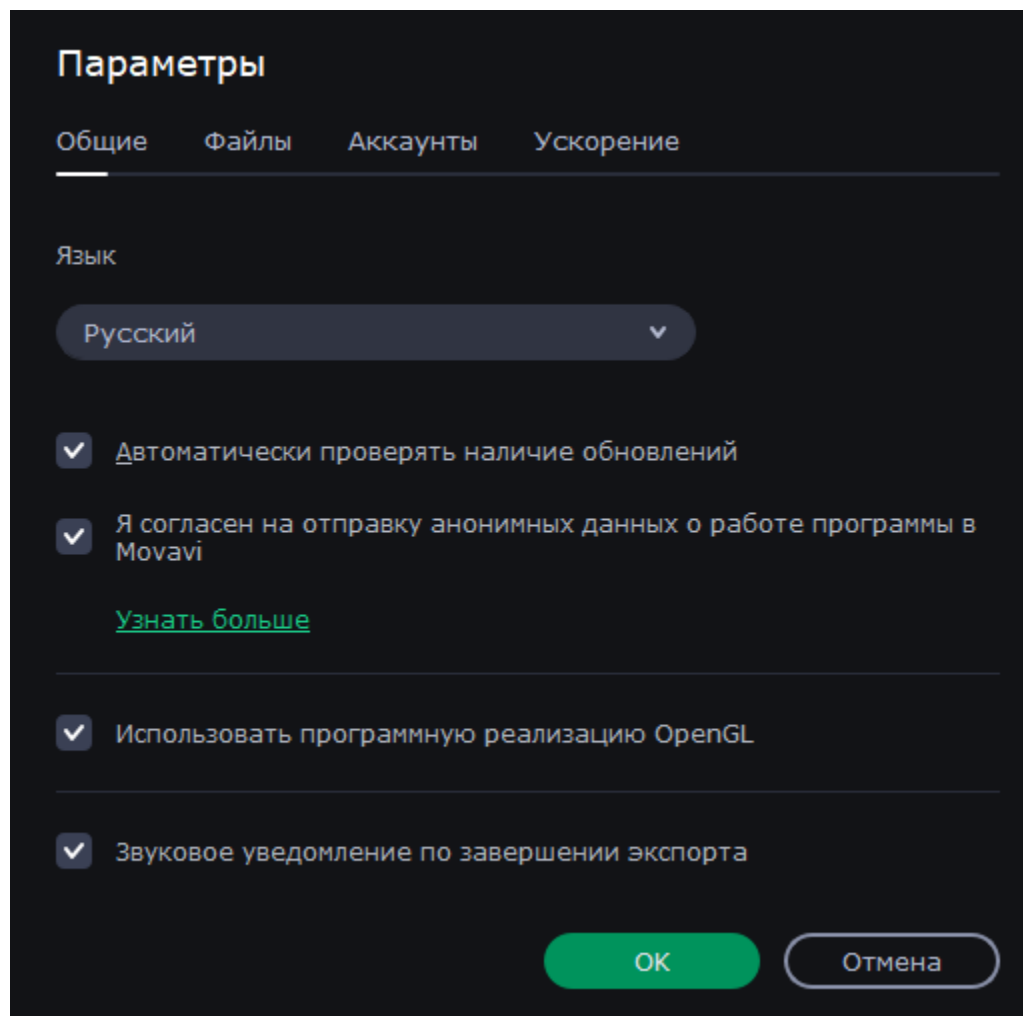 Параметры
Общие Файлы Аккаунты Ускорение
Язык
Русский
Автоматически проверять наличие обновлений
Я согласен на отправку анонимных данных о работе программы в
Movavi
Узнать больше
Использовать программную реализацию OpenGL
Звуковое уведомление по завершении экспорта
OK Отмена